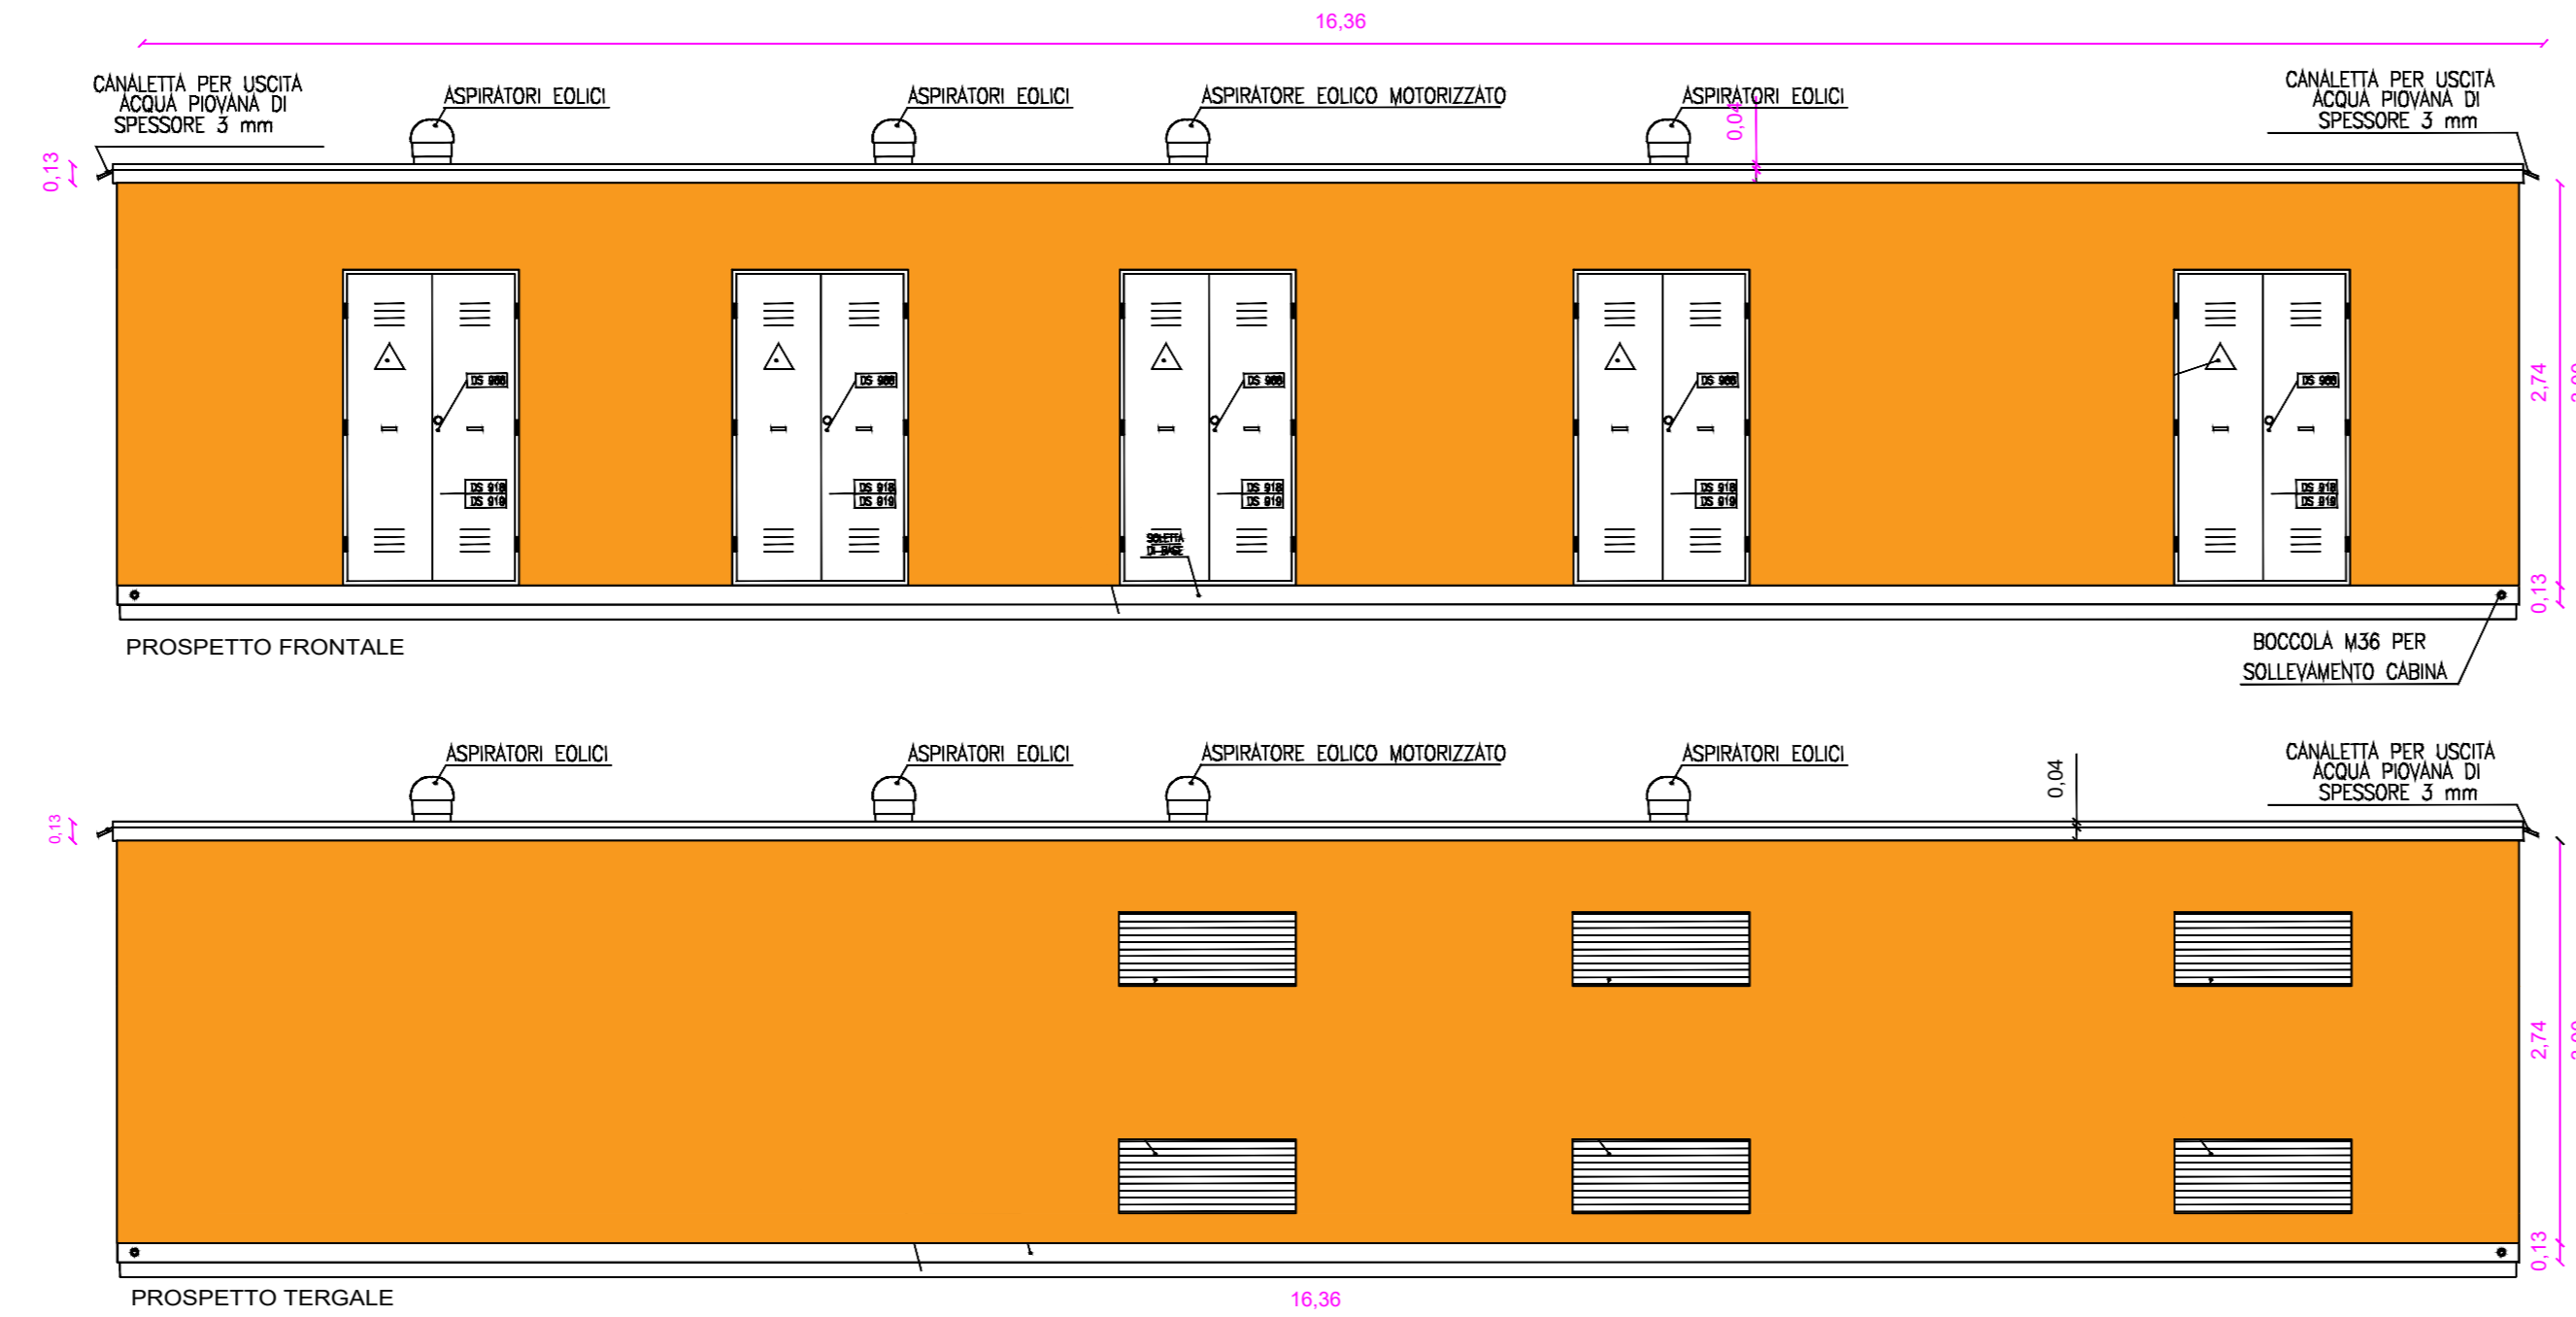 16,36
CANALETTA PER USCITA
ACQUA PIOVANA DI
SPESSORE 3 mm
ASPIRATORI EOLICI
ASPIRATORI EOLICI
ASPIRATORE EOLICO MOTORIZZATO
ASPIRATORI EOLICI
CANALETTA PER USCITA
ACQUA PIOVANA DI
SPESSORE 3 mm
0,04
0,13
DS 988
DS 988
DS 988
DS 988
DS 988
2,74
DS 918
DS 919
DS 918
DS 919
DS 918
DS 919
DS 918
DS 919
DS 918
DS 919
SOLETTA
DI BASE
0,13
PROSPETTO FRONTALE
BOCCOLA M36 PER
SOLLEVAMENTO CABINA
ASPIRATORI EOLICI
ASPIRATORI EOLICI
ASPIRATORE EOLICO MOTORIZZATO
ASPIRATORI EOLICI
CANALETTA PER USCITA
ACQUA PIOVANA DI
SPESSORE 3 mm
0,04
0,13
2,74
0,13
PROSPETTO TERGALE
16,36